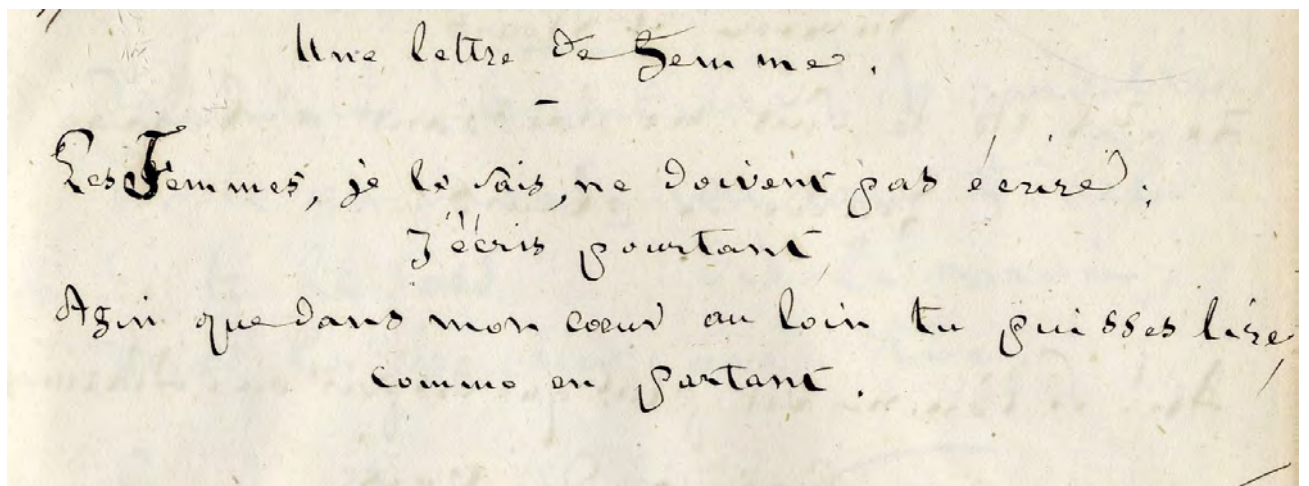 Une lettre de Femme.
Les Femmes, je le sais, ne doivent pas écrire;
J'écris pourtant,
Afin que dans mon cœur au loin tu puisses lire,
comme en partant.